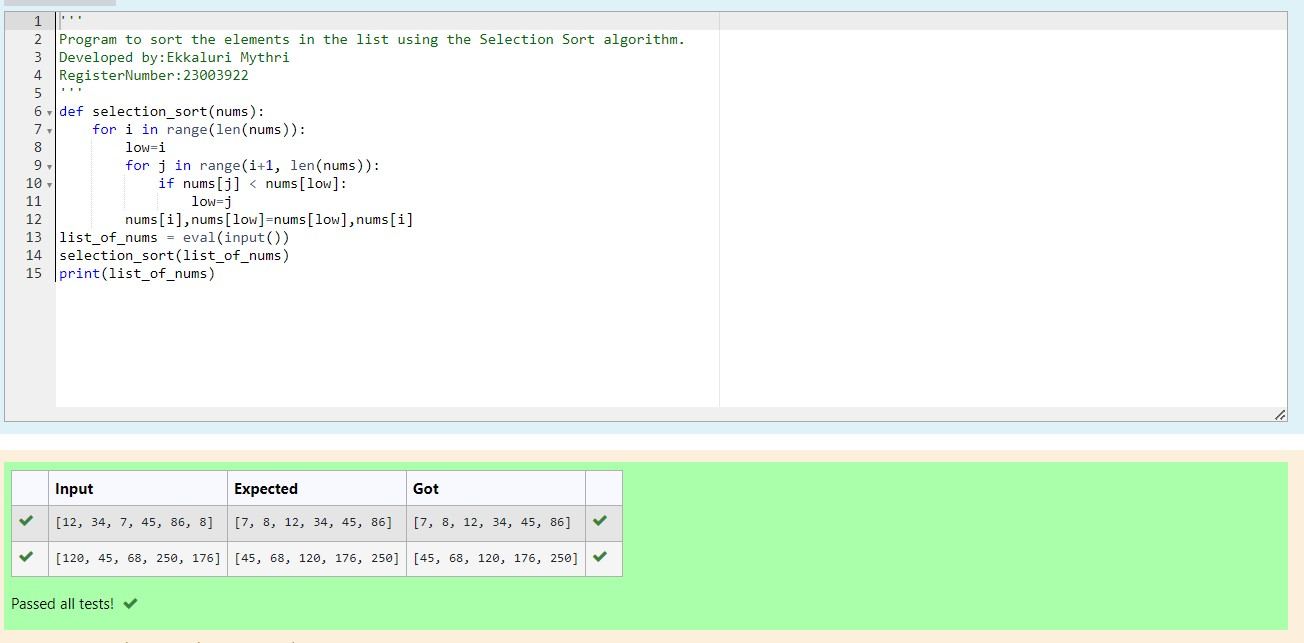 1 '''
2 Program to sort the elements in the list using the Selection Sort algorithm.
3 Developed by:Ekkaluri Mythri
4 RegisterNumber:23003922
5 '''
6 def selection_sort(nums):
7     for i in range(len(nums)):
8         low=i
9         for j in range(i+1, len(nums)):
10             if nums[j] < nums[low]:
11                 low=j
12         nums[i],nums[low]=nums[low],nums[i]
13 list_of_nums = eval(input())
14 selection_sort(list_of_nums)
15 print(list_of_nums)
Input Expected Got
[12, 34, 7, 45, 86, 8] [7, 8, 12, 34, 45, 86] [7, 8, 12, 34, 45, 86]
[120, 45, 68, 250, 176] [45, 68, 120, 176, 250] [45, 68, 120, 176, 250]
Passed all tests!